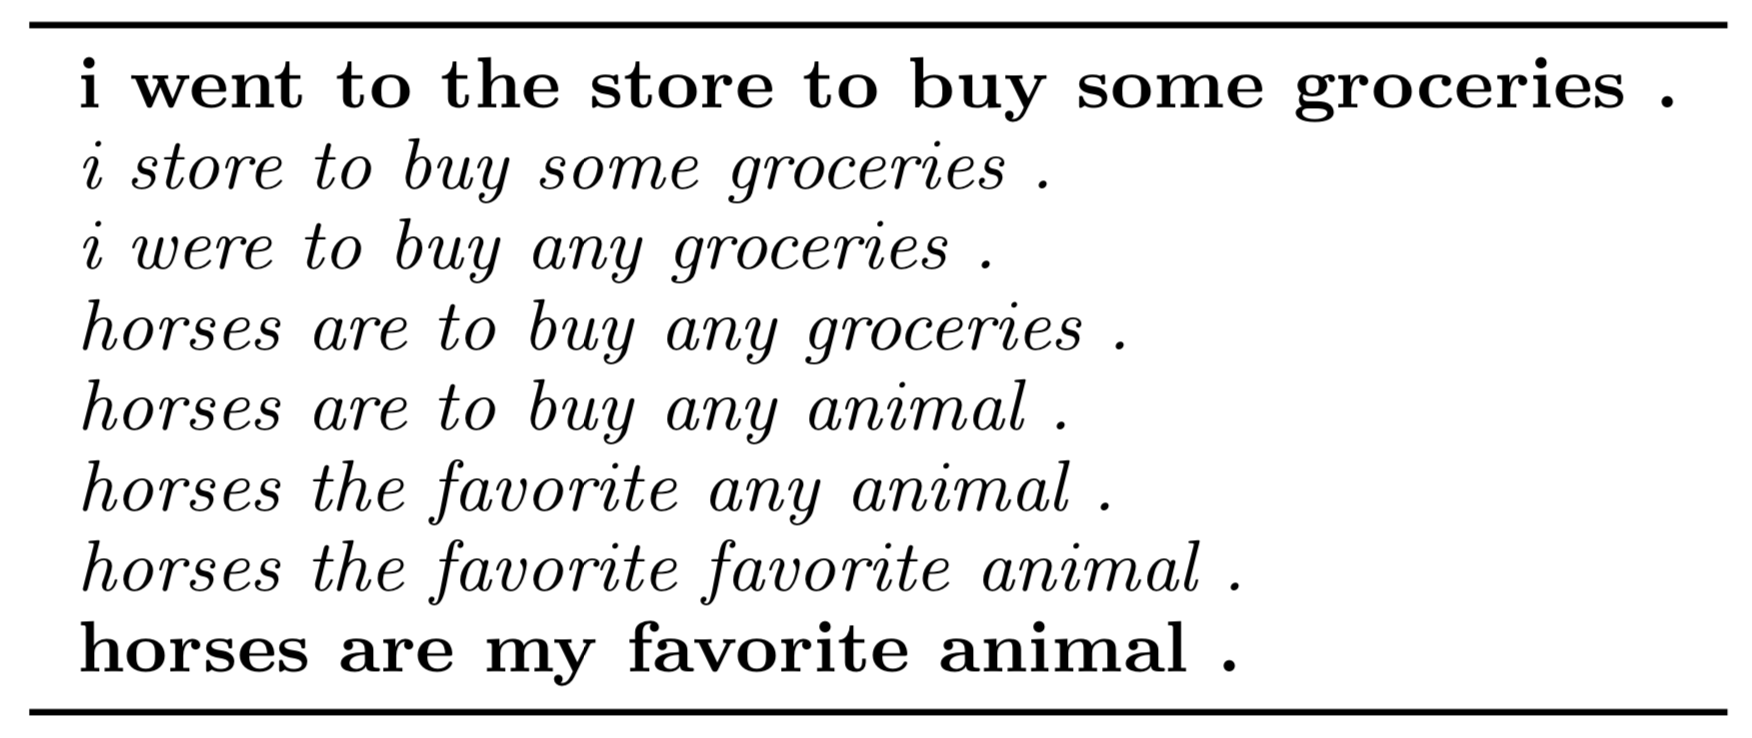 i went to the store to buy some groceries .
i store to buy some groceries .
i were to buy any groceries .
horses are to buy any groceries .
horses are to buy any animal .
horses the favorite any animal .
horses the favorite favorite animal .
horses are my favorite animal .